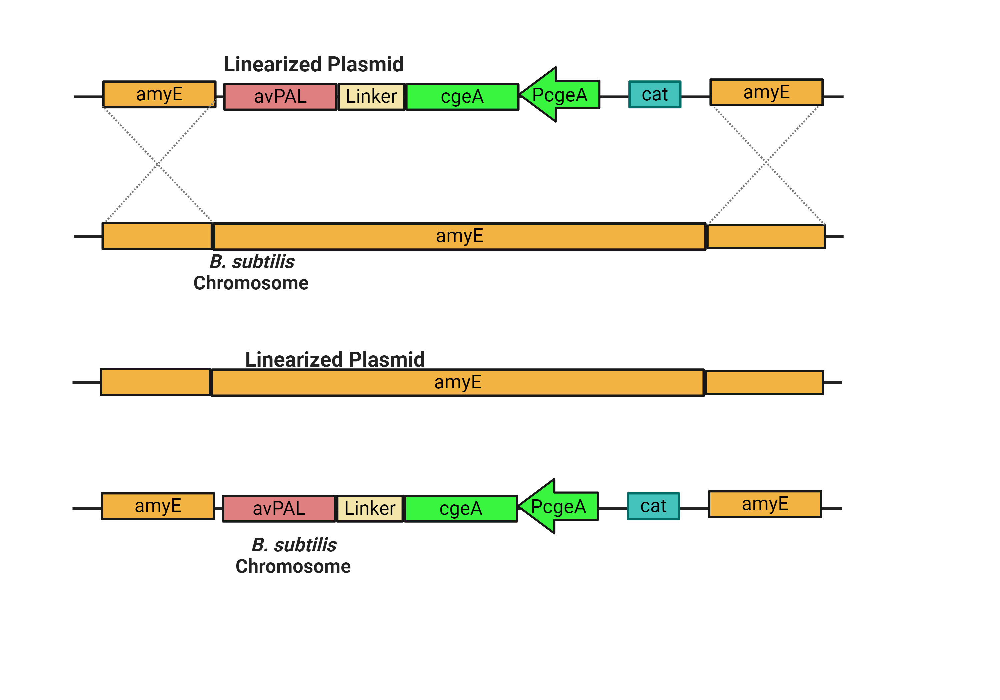 Linearized Plasmid
amyE avPAL Linker cgeA PcgeA cat amyE
amyE
B. subtilis
Chromosome
Linearized Plasmid
amyE
amyE avPAL Linker cgeA PcgeA cat amyE
B. subtilis
Chromosome